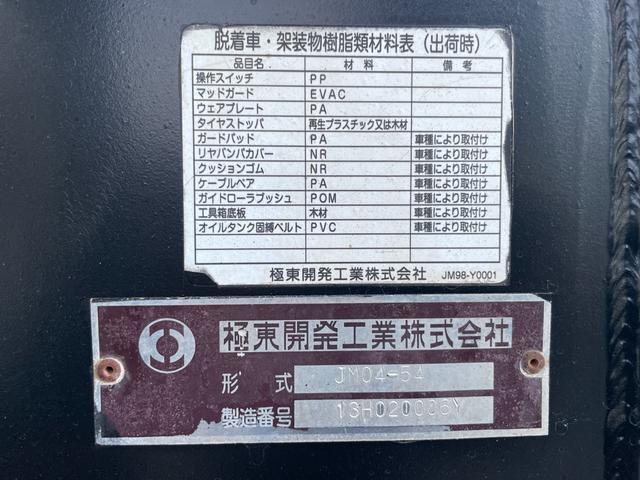 脱着車・架装物樹脂類材料表（出荷時）
品目名 材料 備考
操作スイッチ PP
マッドガード EVAC
ウェアプレート PA
タイヤストッパ 再生プラスチック又は木材
ガードパッド PA 車種により取付け
リヤバンパカバー NR 車種により取付け
クッションゴム NR 車種により取付け
ケーブルベア PA 車種により取付け
ガイドローラブッシュ POM 車種により取付け
工具箱底板 木材 車種により取付け
オイルタンク固縛ベルト PVC 車種により取付け
極東開発工業株式会社 JM98-Y0001
極東開発工業株式会社
形式 JM04-54
製造番号